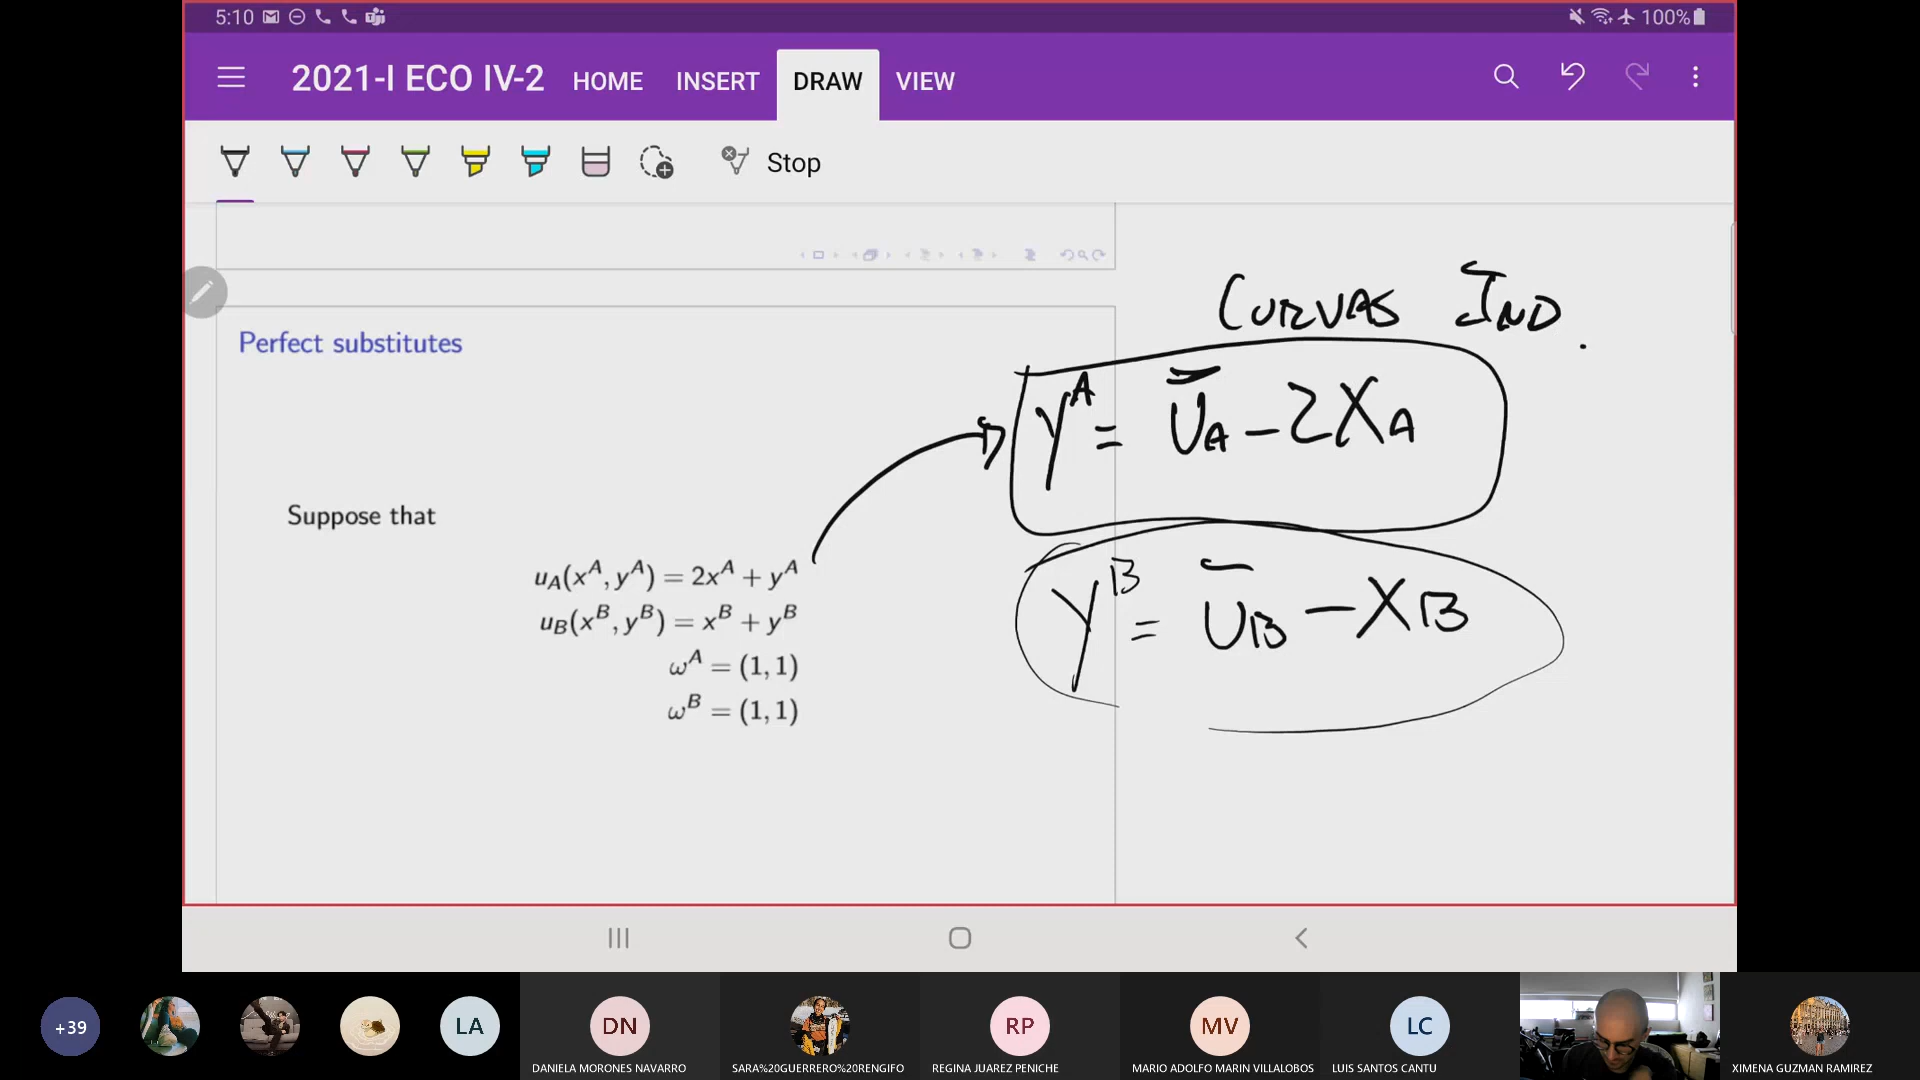 5:10 100%
2021-I ECO IV-2 HOME INSERT DRAW VIEW
Stop
Perfect substitutes
Suppose that
u_A(x^A, y^A) = 2x^A + y^A
u_B(x^B, y^B) = x^B + y^B
ω^A = (1, 1)
ω^B = (1, 1)
CURVAS IND.
Y^A = Ū_A - 2X_A
Y^B = Ū_B - X_B
+39 LA DN RP MV LC
DANIELA MORONES NAVARRO SARA%20GUERRERO%20RENGIFO REGINA JUAREZ PENICHE MARIO ADOLFO MARIN VILLALOBOS LUIS SANTOS CANTU XIMENA GUZMAN RAMIREZ